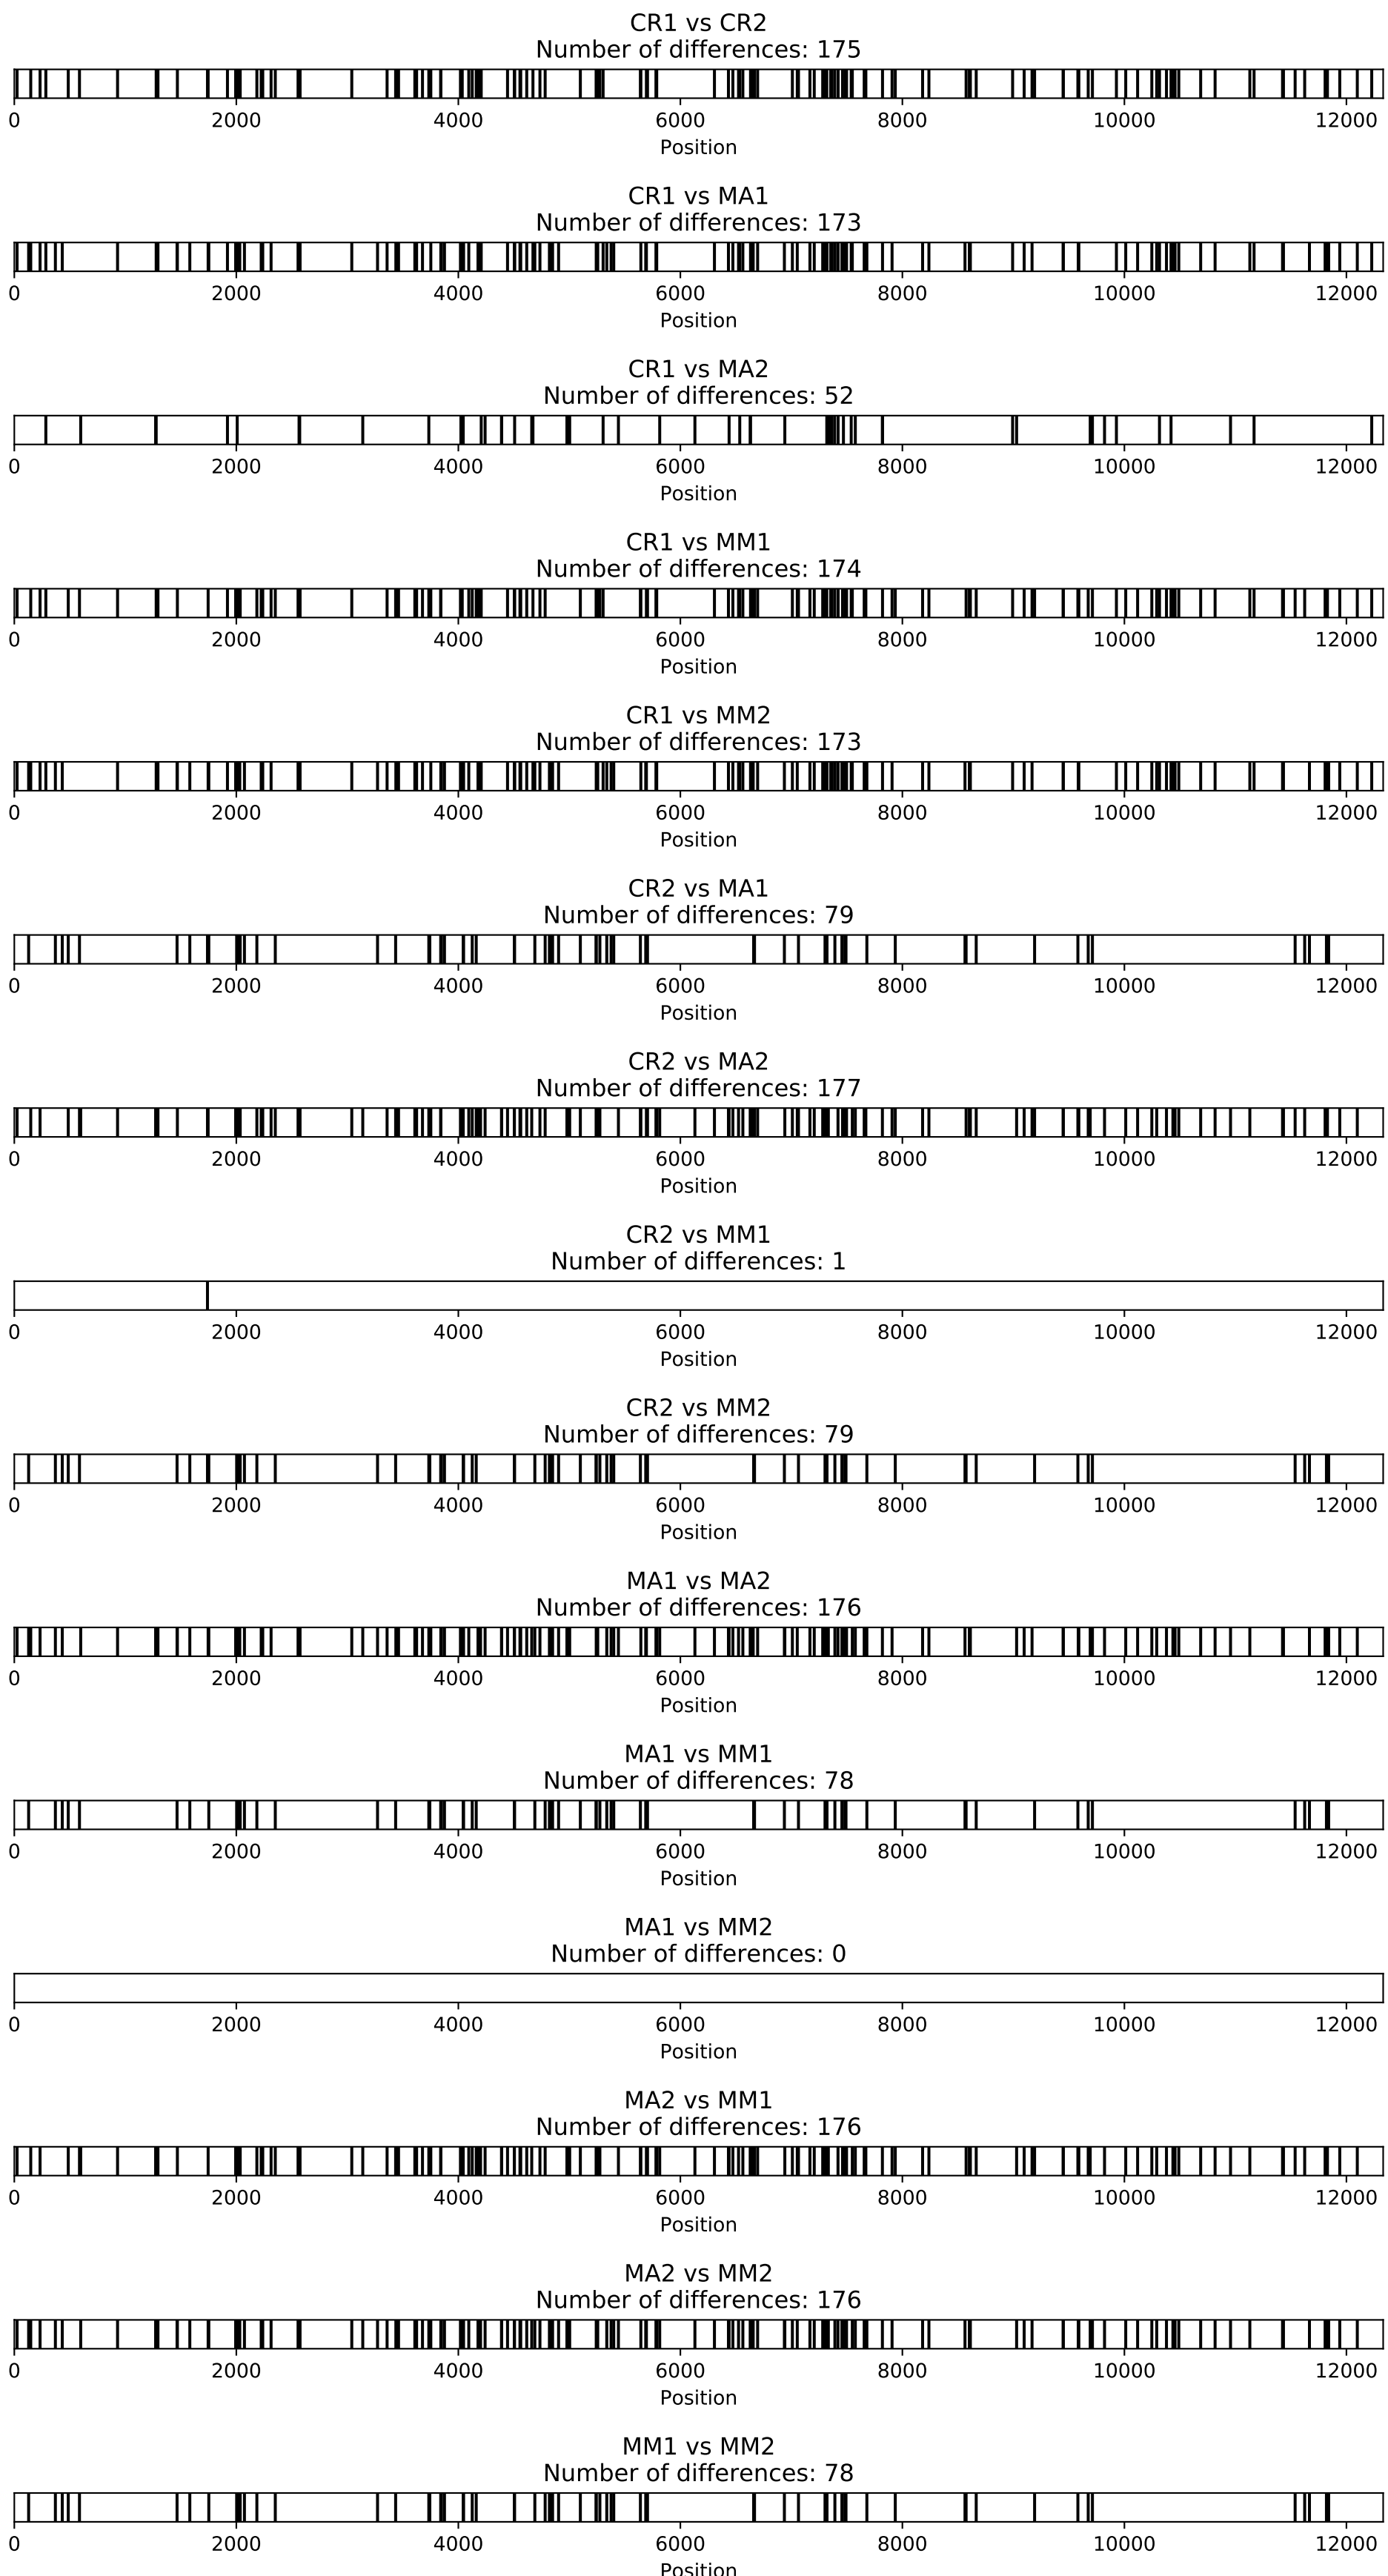 CR1 vs CR2
Number of differences: 175
0 2000 4000 6000 8000 10000 12000
Position
CR1 vs MA1
Number of differences: 173
0 2000 4000 6000 8000 10000 12000
Position
CR1 vs MA2
Number of differences: 52
0 2000 4000 6000 8000 10000 12000
Position
CR1 vs MM1
Number of differences: 174
0 2000 4000 6000 8000 10000 12000
Position
CR1 vs MM2
Number of differences: 173
0 2000 4000 6000 8000 10000 12000
Position
CR2 vs MA1
Number of differences: 79
0 2000 4000 6000 8000 10000 12000
Position
CR2 vs MA2
Number of differences: 177
0 2000 4000 6000 8000 10000 12000
Position
CR2 vs MM1
Number of differences: 1
0 2000 4000 6000 8000 10000 12000
Position
CR2 vs MM2
Number of differences: 79
0 2000 4000 6000 8000 10000 12000
Position
MA1 vs MA2
Number of differences: 176
0 2000 4000 6000 8000 10000 12000
Position
MA1 vs MM1
Number of differences: 78
0 2000 4000 6000 8000 10000 12000
Position
MA1 vs MM2
Number of differences: 0
0 2000 4000 6000 8000 10000 12000
Position
MA2 vs MM1
Number of differences: 176
0 2000 4000 6000 8000 10000 12000
Position
MA2 vs MM2
Number of differences: 176
0 2000 4000 6000 8000 10000 12000
Position
MM1 vs MM2
Number of differences: 78
0 2000 4000 6000 8000 10000 12000
Position